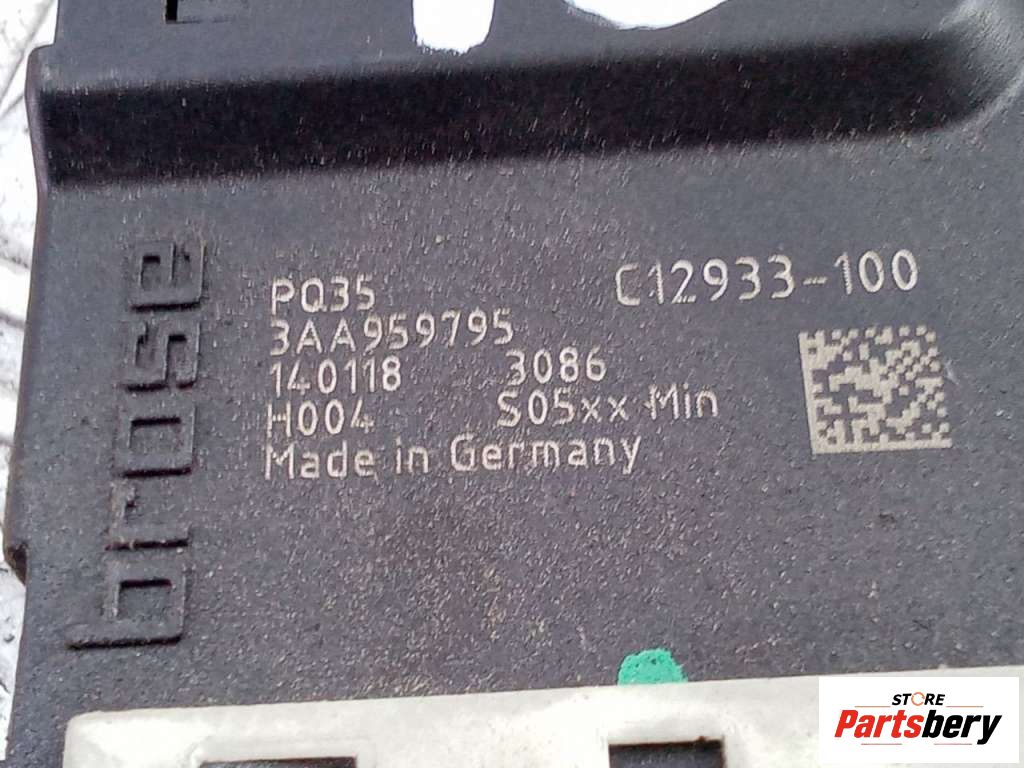 brose
PQ35
C12933-100
3AA959795
140118 3086
H004 S05xx Min
Made in Germany
STORE
Partsbery